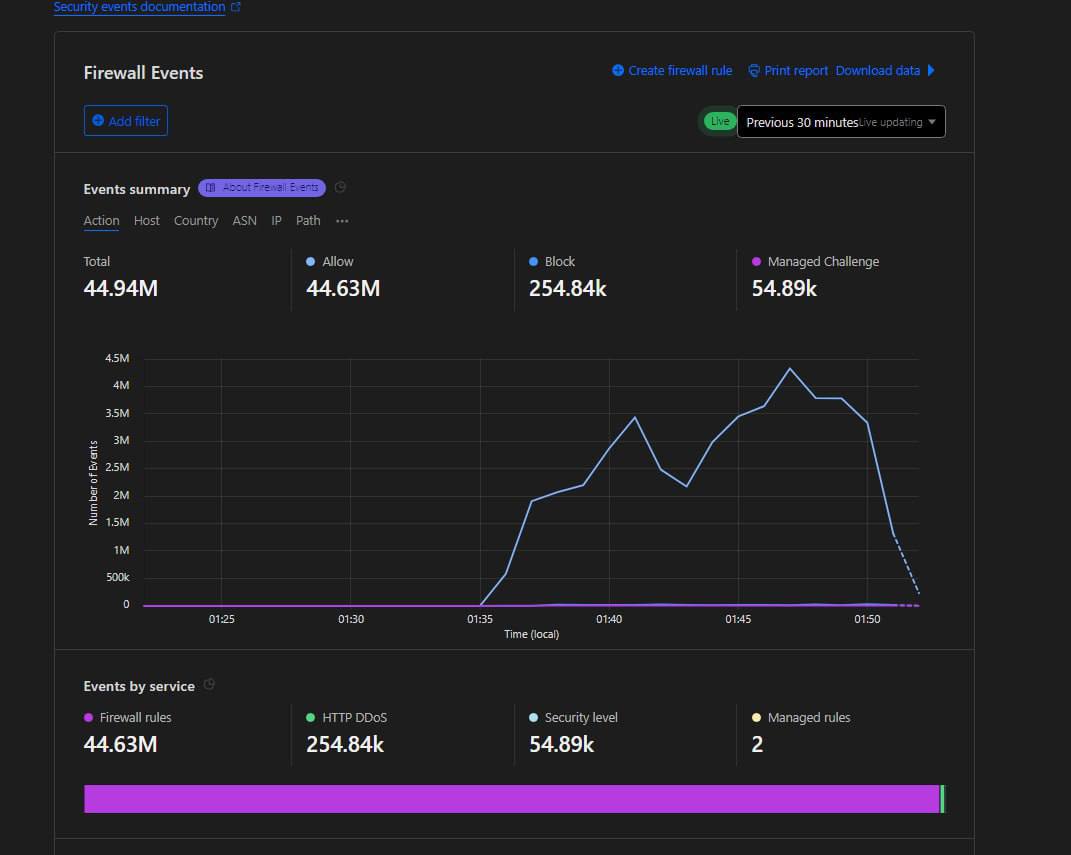 Security events documentation
Firewall Events
Create firewall rule Print report Download data
Add filter
Live Previous 30 minutes Live updating
Events summary About Firewall Events
Action Host Country ASN IP Path ...
Total Allow Block Managed Challenge
44.94M 44.63M 254.84k 54.89k
4.5M
4M
3.5M
3M
2.5M
2M
1.5M
1M
500k
0
Number of Events
01:25 01:30 01:35 01:40 01:45 01:50
Time (local)
Events by service
Firewall rules HTTP DDoS Security level Managed rules
44.63M 254.84k 54.89k 2